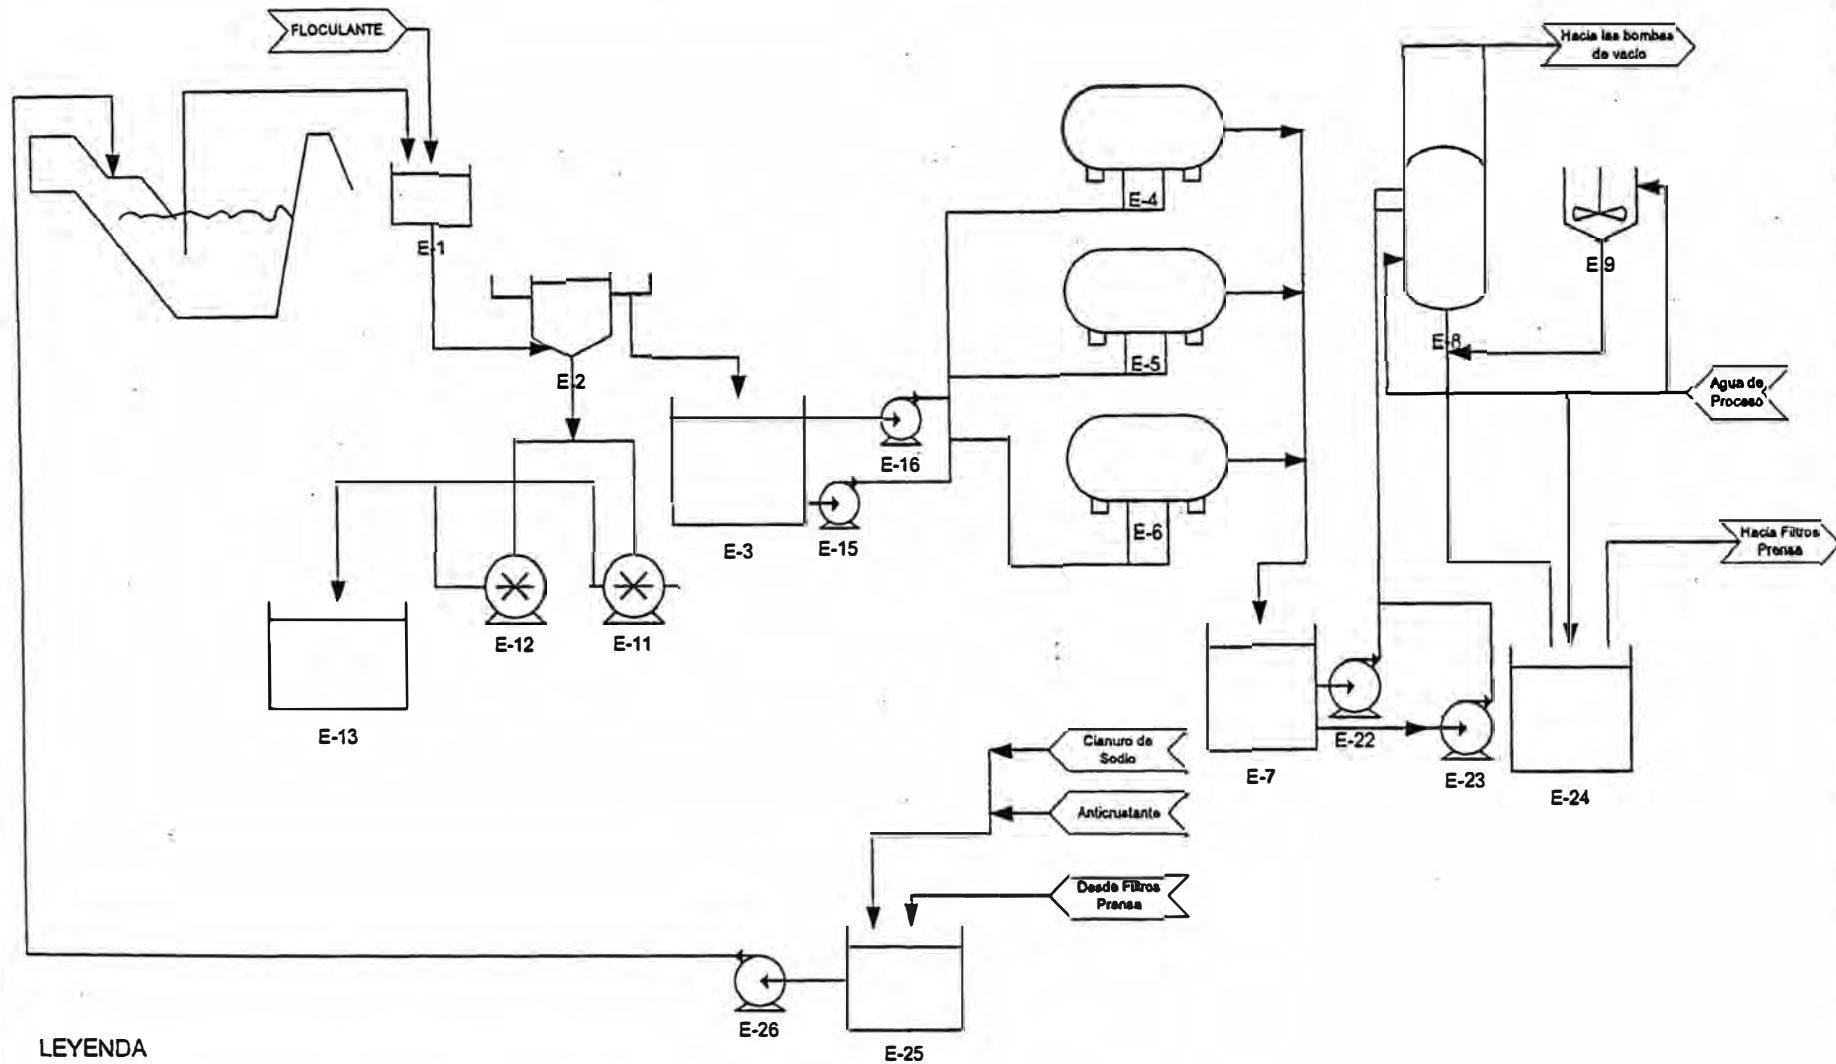 FLOCULANTE
Hacia las bombas
de vacio
E-1
E-4
E-9
E-8
E-2
E-5
Agua de
Proceso
E-16
E-3
E-15
E-6
Hacia Filtros
Prensa
E-12
E-11
E-13
Cianuro de
Sodio
E-7
E-22
E-23
E-24
Anticrustante
Desde Filtros
Prensa
E-26
E-25
LEYENDA